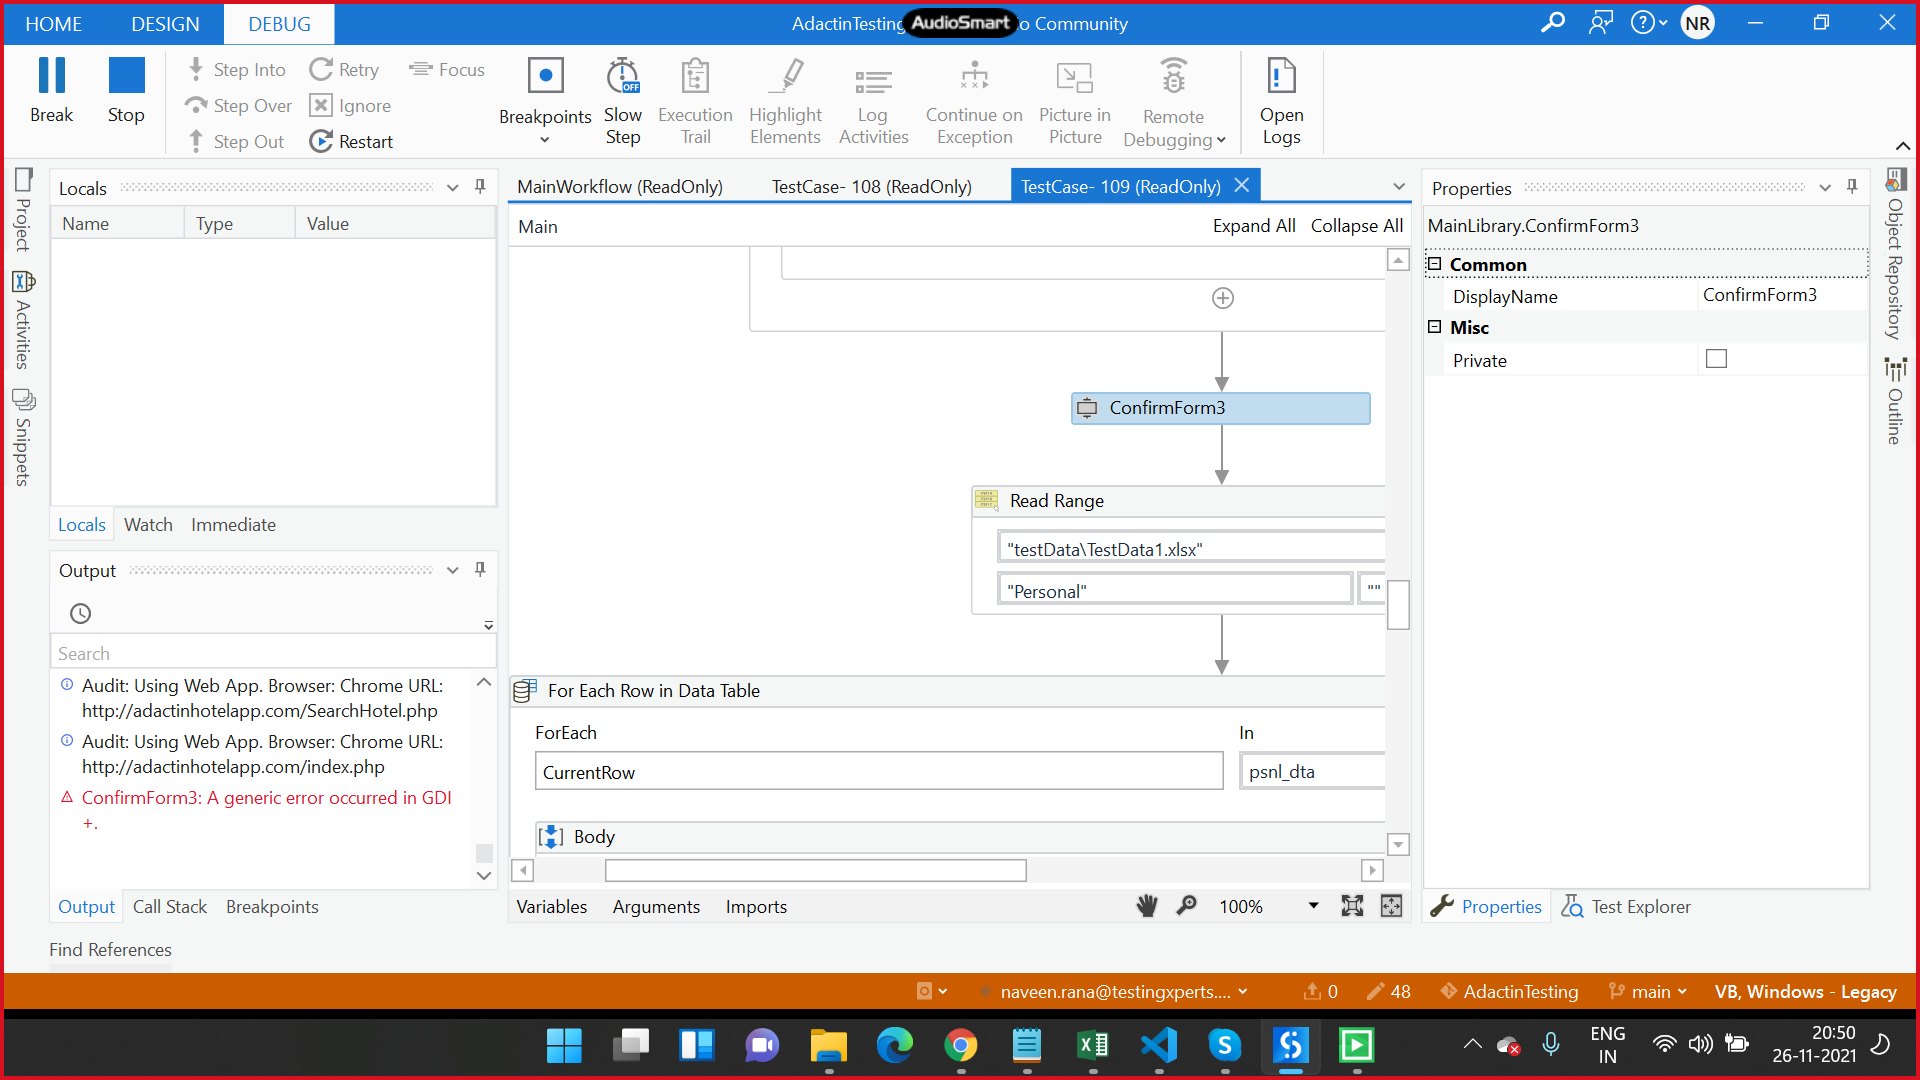 HOME
DESIGN
DEBUG
AdactinTesting
AudioSmart
o Community
NR
Break
Stop
Step Into
Step Over
Step Out
Retry
Ignore
Restart
Focus
Breakpoints
Slow
Step
OFF
Execution
Trail
Highlight
Elements
Log
Activities
Continue on
Exception
Picture in
Picture
Remote
Debugging
Open
Logs
Project
Activities
Snippets
Locals
Name
Type
Value
Locals
Watch
Immediate
Output
Search
Audit: Using Web App. Browser: Chrome URL:
http://adactinhotelapp.com/SearchHotel.php
Audit: Using Web App. Browser: Chrome URL:
http://adactinhotelapp.com/index.php
ConfirmForm3: A generic error occurred in GDI
+.
Output
Call Stack
Breakpoints
Find References
MainWorkflow (ReadOnly)
TestCase- 108 (ReadOnly)
TestCase- 109 (ReadOnly)
Main
Expand All
Collapse All
ConfirmForm3
Read Range
"testData\TestData1.xlsx"
"Personal"
""
For Each Row in Data Table
ForEach
In
CurrentRow
psnl_dta
Body
Variables
Arguments
Imports
100%
Properties
MainLibrary.ConfirmForm3
Common
DisplayName
ConfirmForm3
Misc
Private
Properties
Test Explorer
Object Repository
Outline
naveen.rana@testingxperts....
0
48
AdactinTesting
main
VB, Windows - Legacy
ENG
IN
20:50
26-11-2021